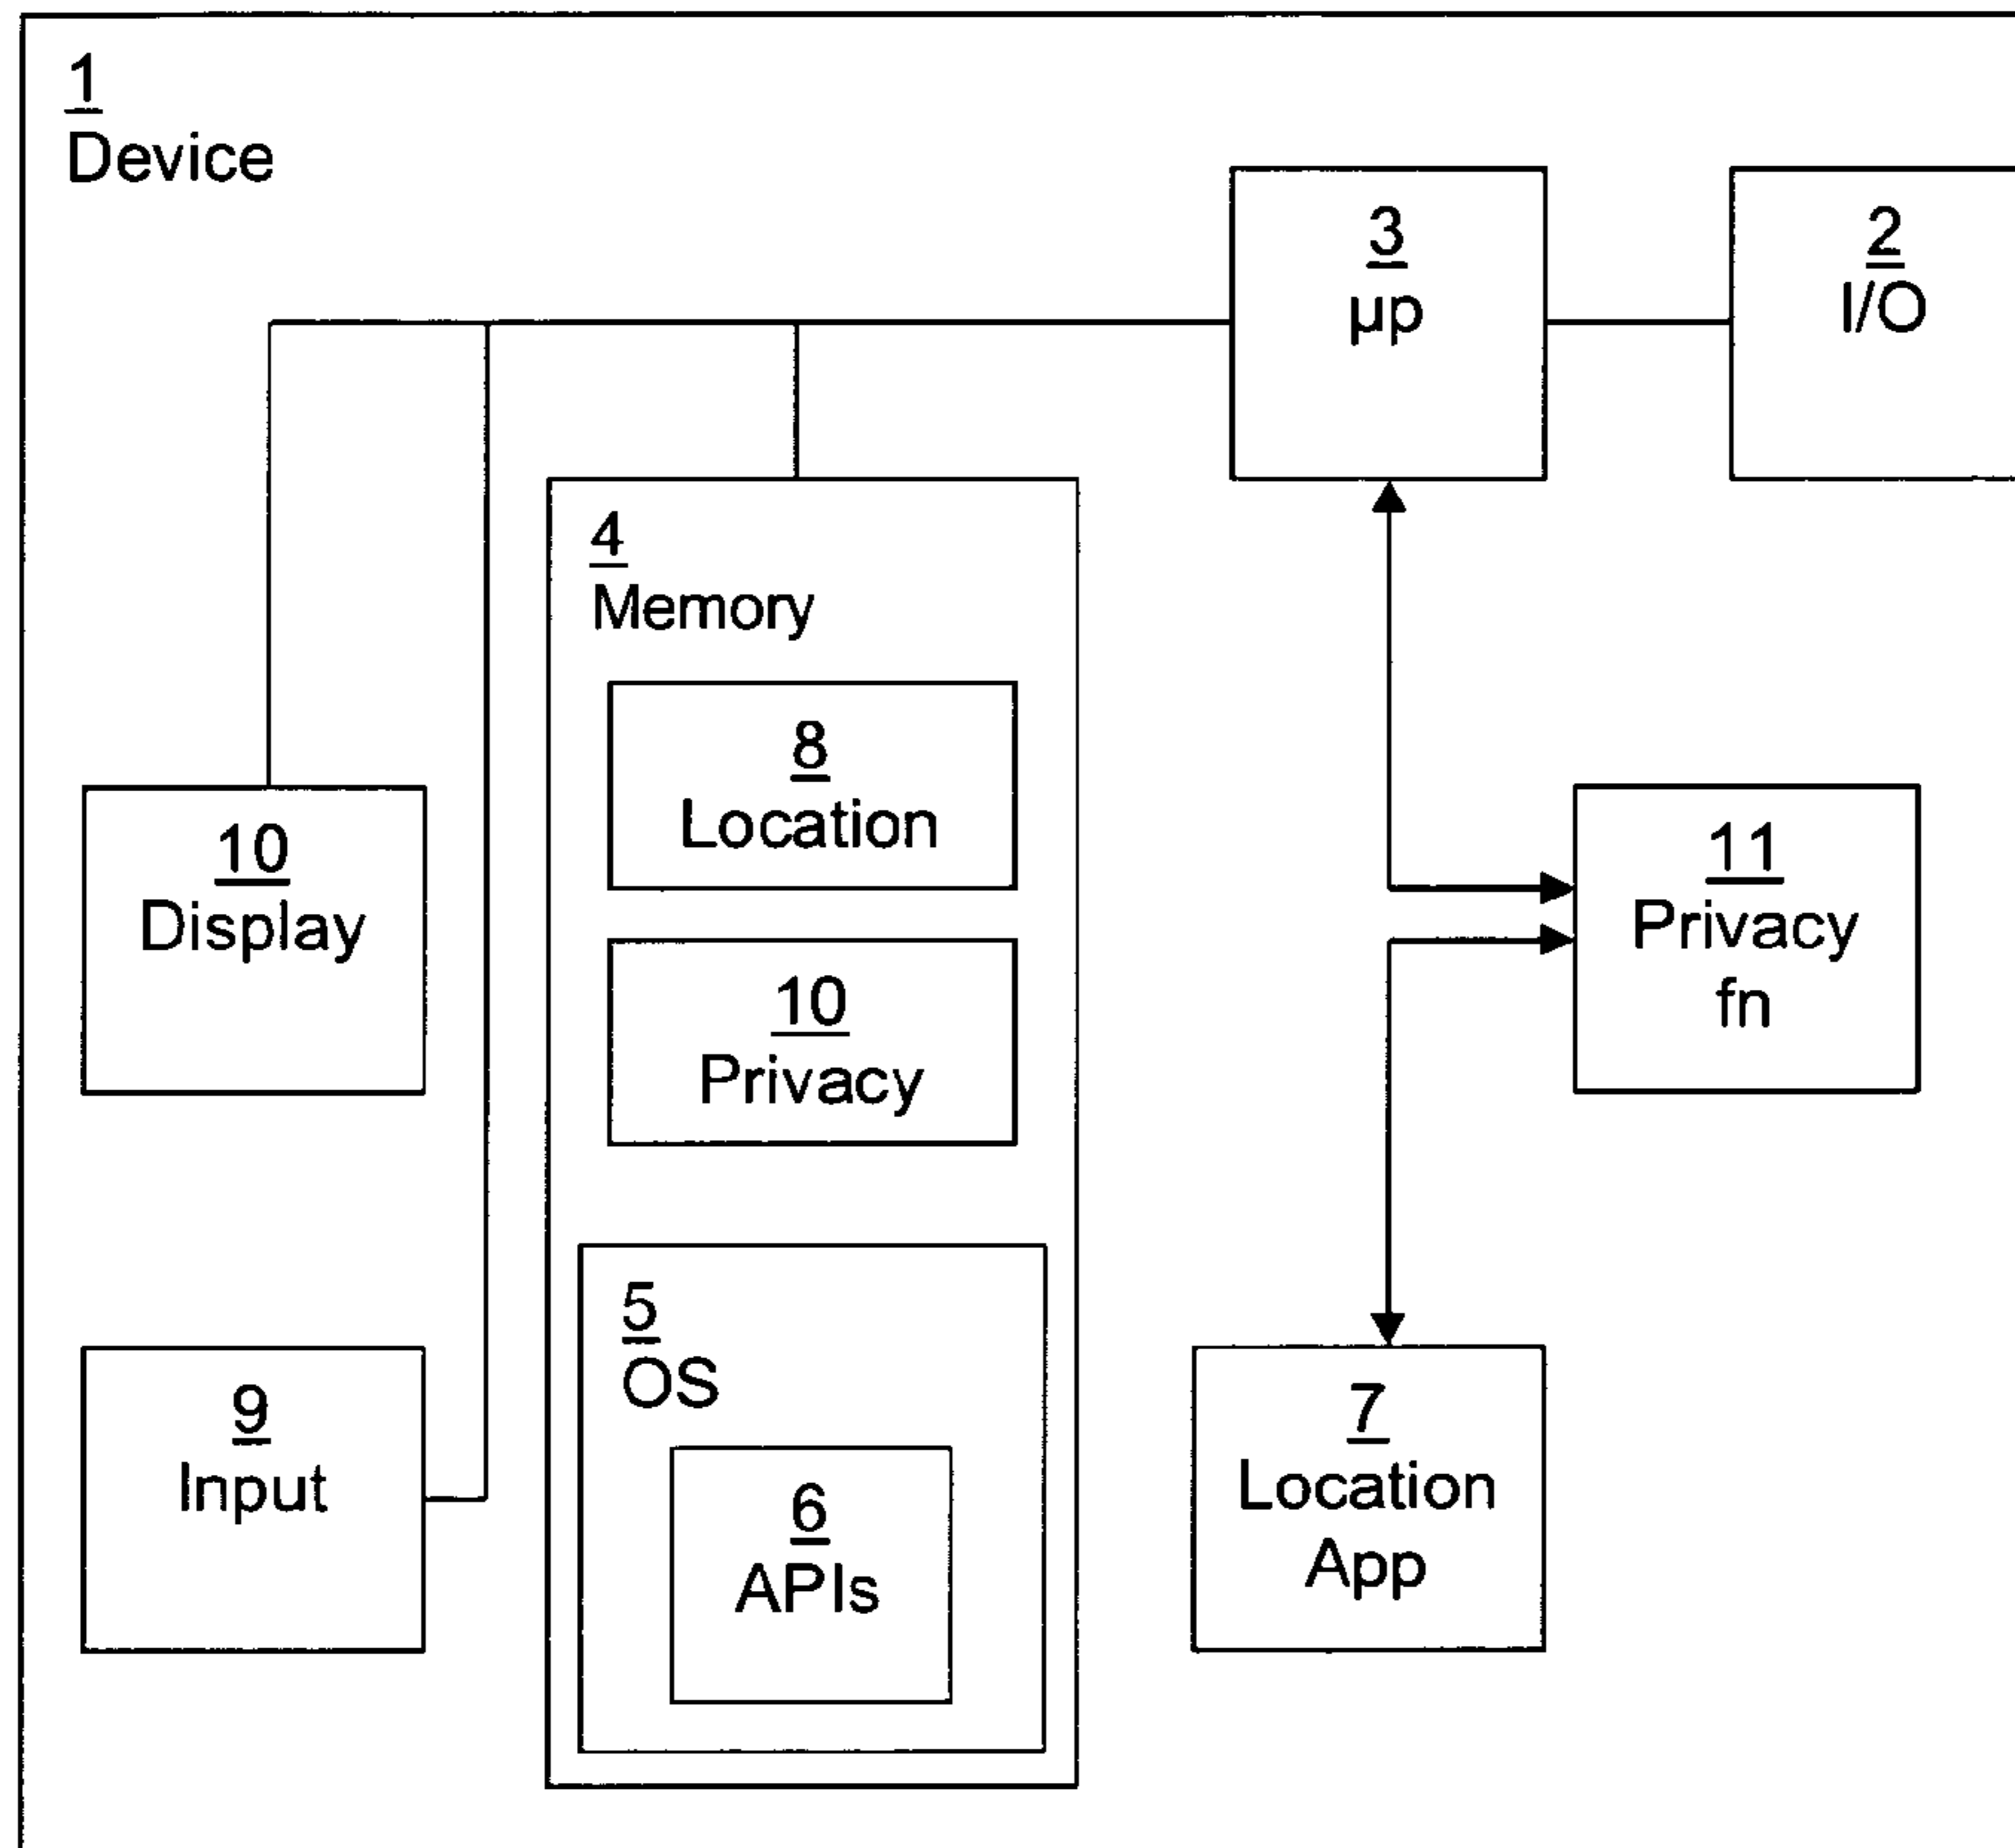 1
Device
3
µp
2
I/O
4
Memory
8
Location
10
Display
11
Privacy
fn
10
Privacy
5
OS
9
Input
7
Location
App
6
APIs